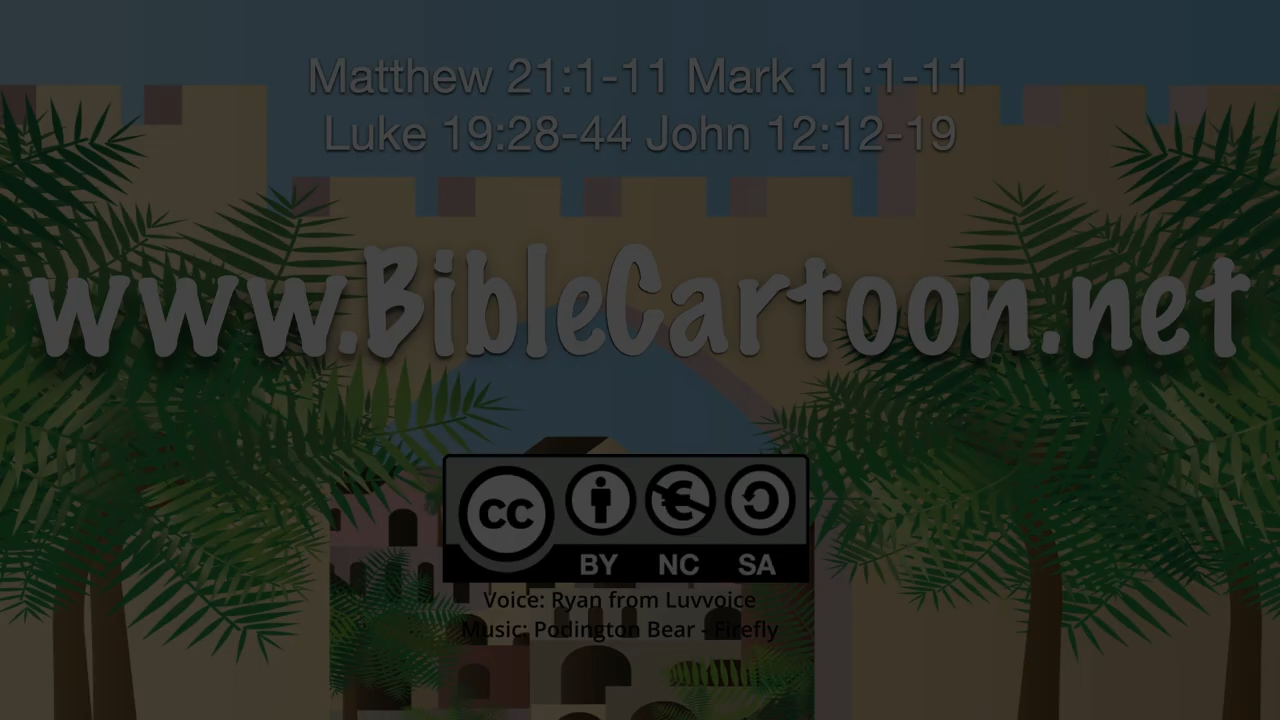 Matthew 21:1-11 Mark 11:1-11
Luke 19:28-44 John 12:12-19
www.BibleCartoon.net
cc
BY NC SA
Voice: Ryan from Luvvoice
Music: Podington Bear - Firefly